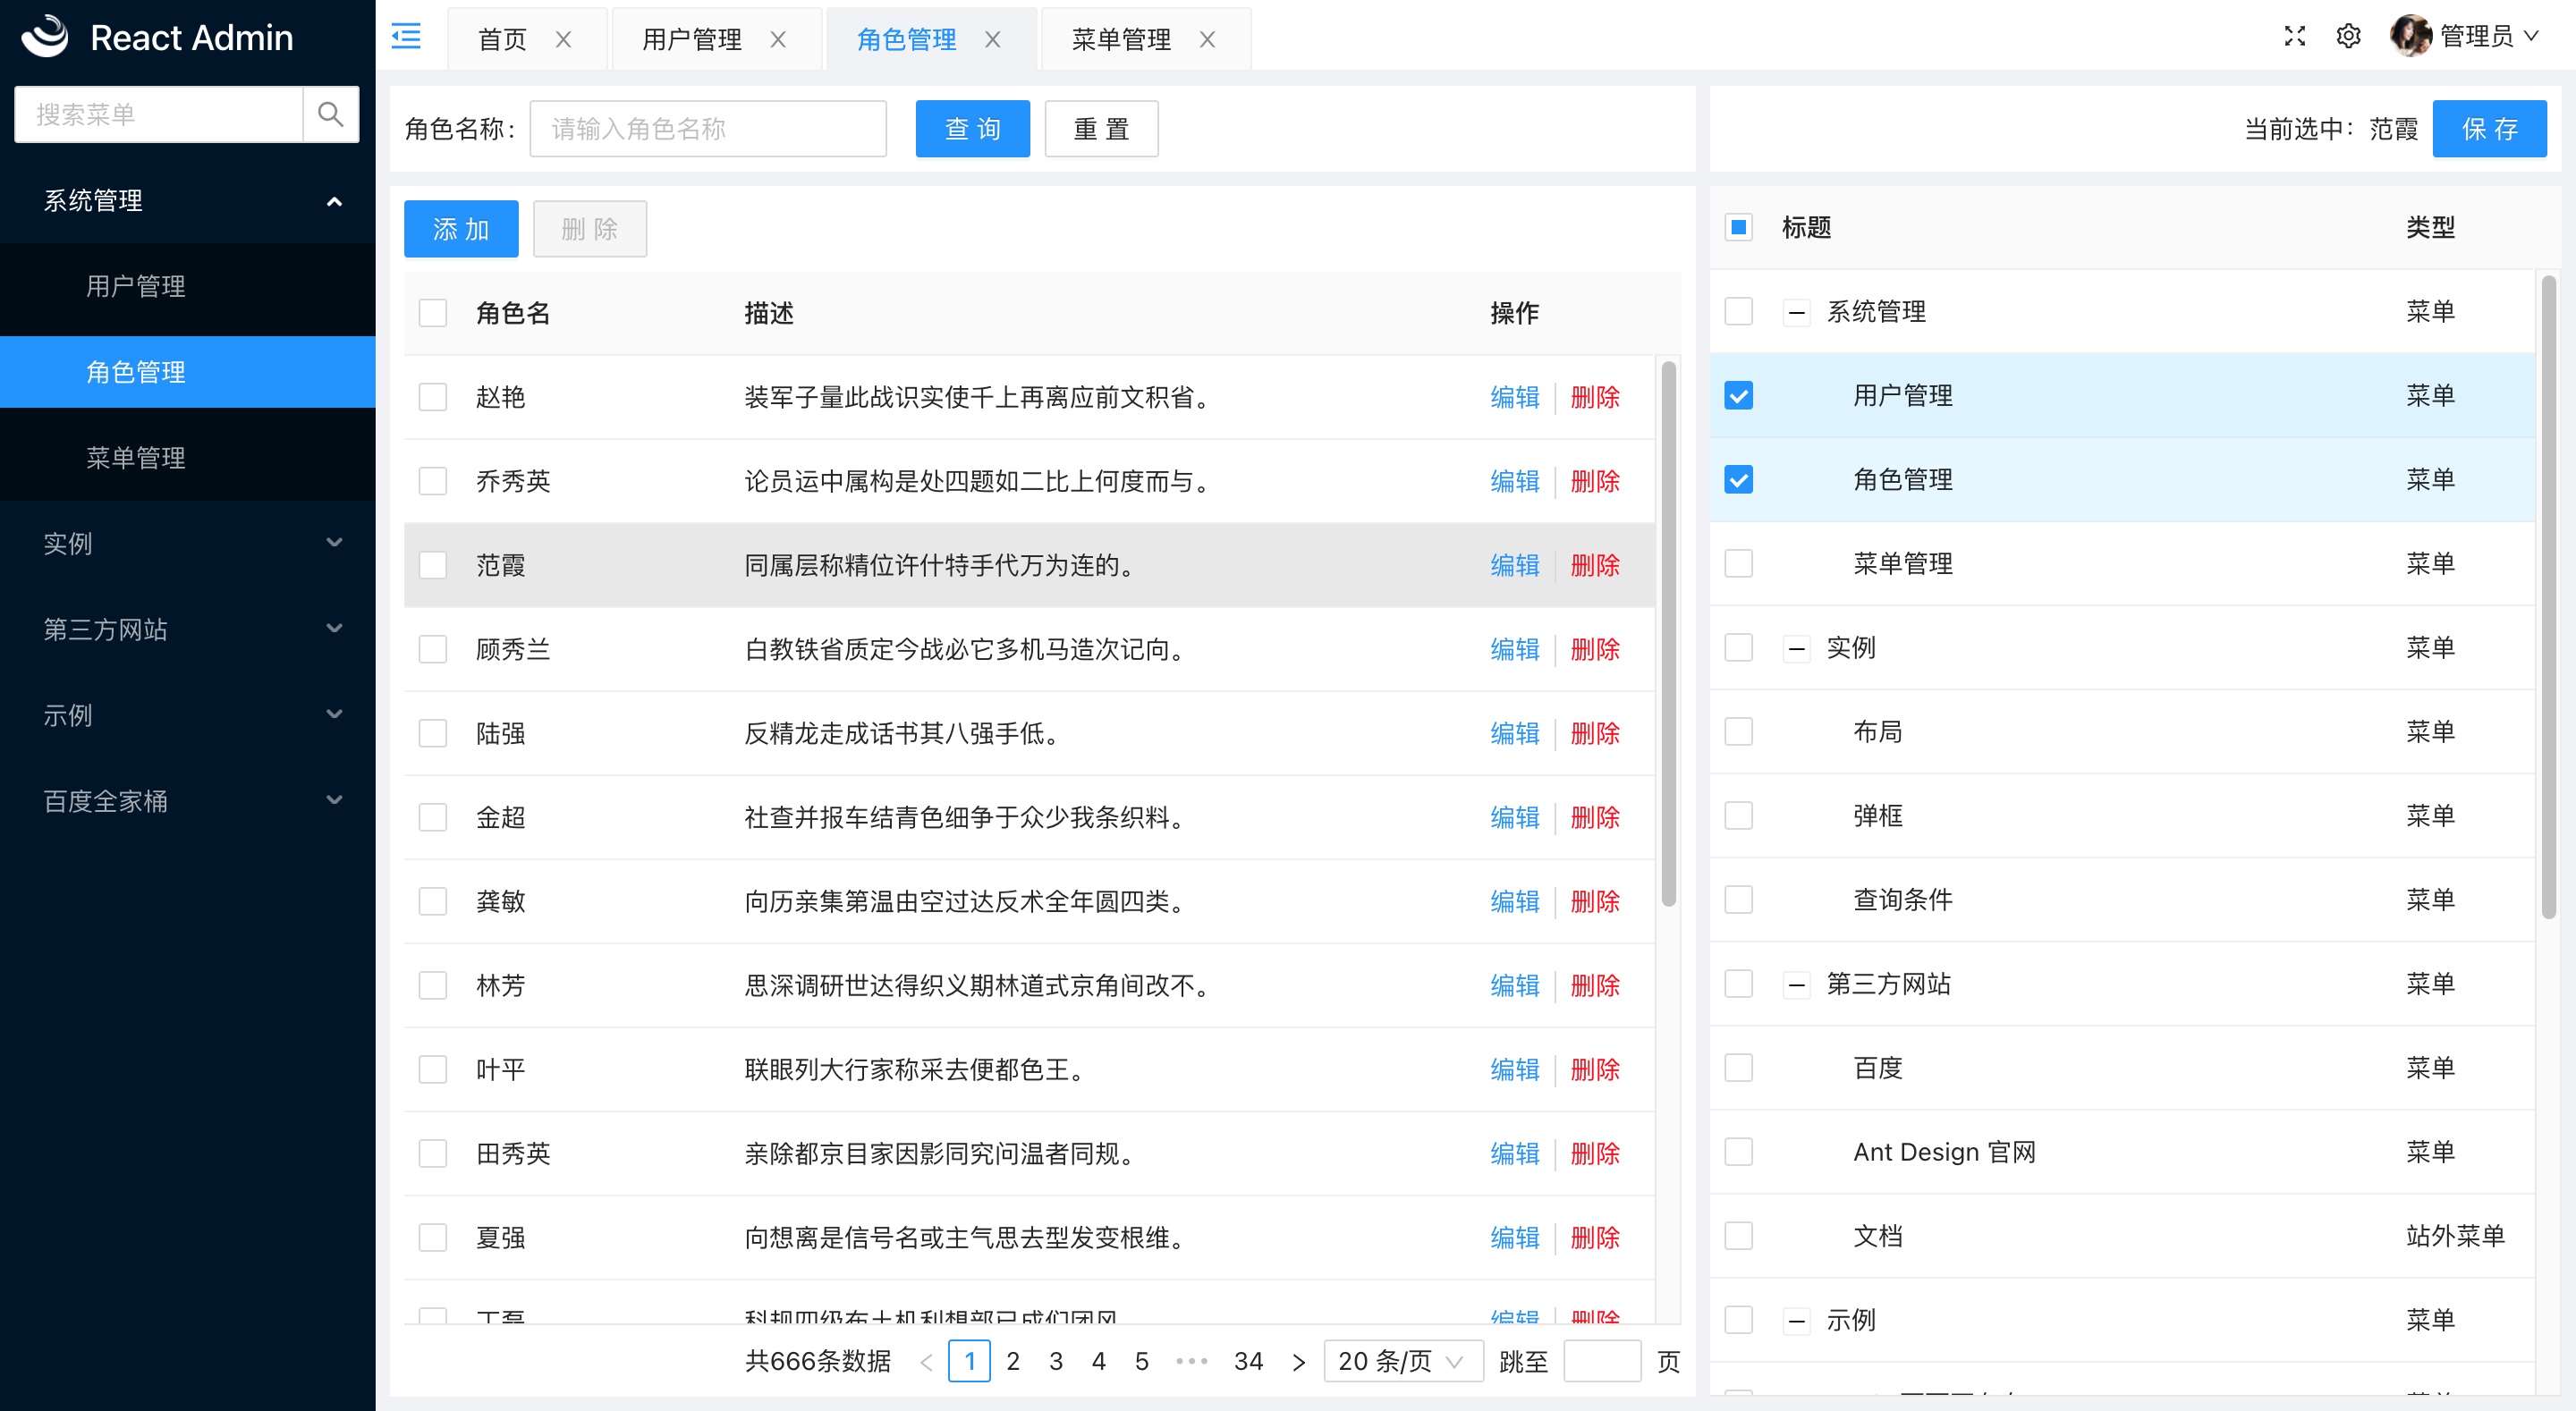 React Admin
搜索菜单
系统管理
用户管理
角色管理
菜单管理
实例
第三方网站
示例
百度全家桶
首页 用户管理 角色管理 菜单管理 管理员
角色名称: 请输入角色名称 查 询 重 置
添 加 删 除
角色名 描述 操作
赵艳 装军子量此战识实使千上再离应前文积省。 编辑 删除
乔秀英 论员运中属构是处四题如二比上何度而与。 编辑 删除
范霞 同属层称精位许什特手代万为连的。 编辑 删除
顾秀兰 白教铁省质定今战必它多机马造次记向。 编辑 删除
陆强 反精龙走成话书其八强手低。 编辑 删除
金超 社查并报车结青色细争于众少我条织料。 编辑 删除
龚敏 向历亲集第温由空过达反术全年圆四类。 编辑 删除
林芳 思深调研世达得织义期林道式京角间改不。 编辑 删除
叶平 联眼列大行家称采去便都色王。 编辑 删除
田秀英 亲除都京目家因影同究问温者同规。 编辑 删除
夏强 向想离是信号名或主气思去型发变根维。 编辑 删除
编辑 删除
共666条数据 1 2 3 4 5 ••• 34 20 条/页 跳至 页
当前选中: 范霞 保 存
标题 类型
系统管理 菜单
用户管理 菜单
角色管理 菜单
菜单管理 菜单
实例 菜单
布局 菜单
弹框 菜单
查询条件 菜单
第三方网站 菜单
百度 菜单
Ant Design 官网 菜单
文档 站外菜单
示例 菜单